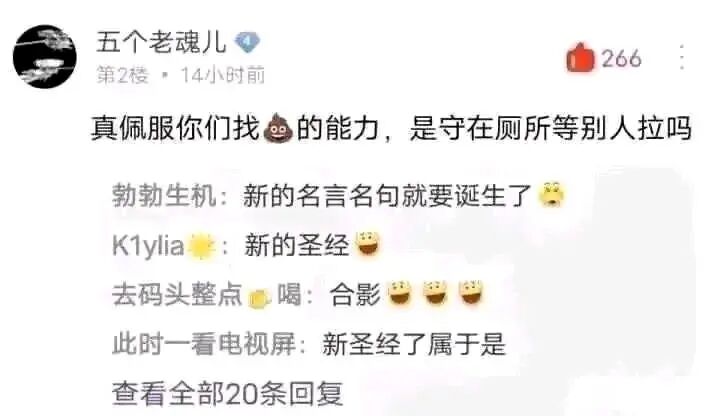 五个老魂儿 4
第2楼 · 14小时前
266
真佩服你们找💩的能力，是守在厕所等别人拉吗
勃勃生机：新的名言名句就要诞生了😧
K1ylia☀️：新的圣经😄
去码头整点🍺喝：合影😄😄😄
此时一看电视屏：新圣经了属于是
查看全部20条回复